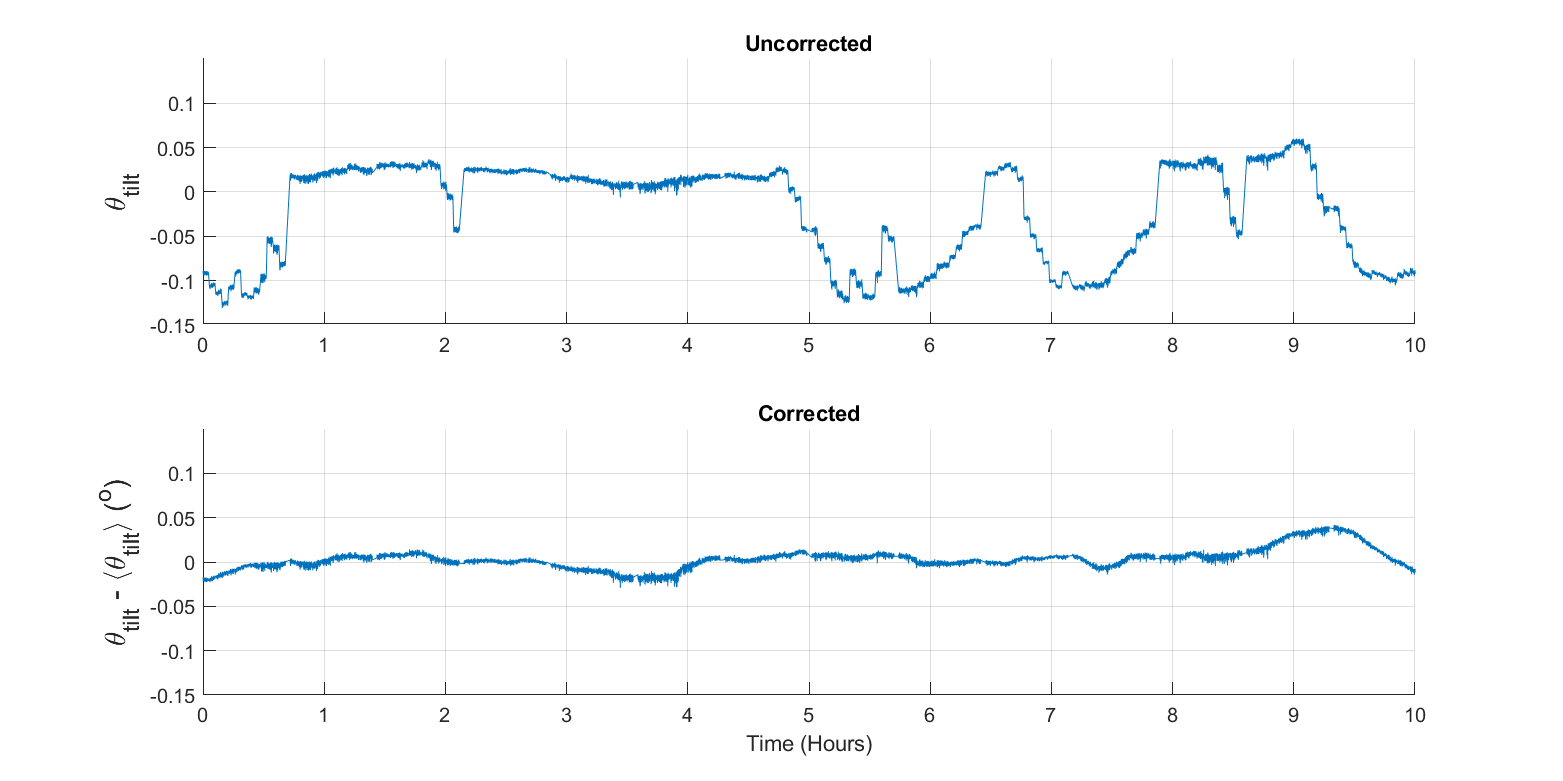 Uncorrected
θtilt
0.1
0.05
0
-0.05
-0.1
-0.15
0 1 2 3 4 5 6 7 8 9 10
Corrected
θtilt - ⟨θtilt⟩ (o)
0.1
0.05
0
-0.05
-0.1
-0.15
0 1 2 3 4 5 6 7 8 9 10
Time (Hours)